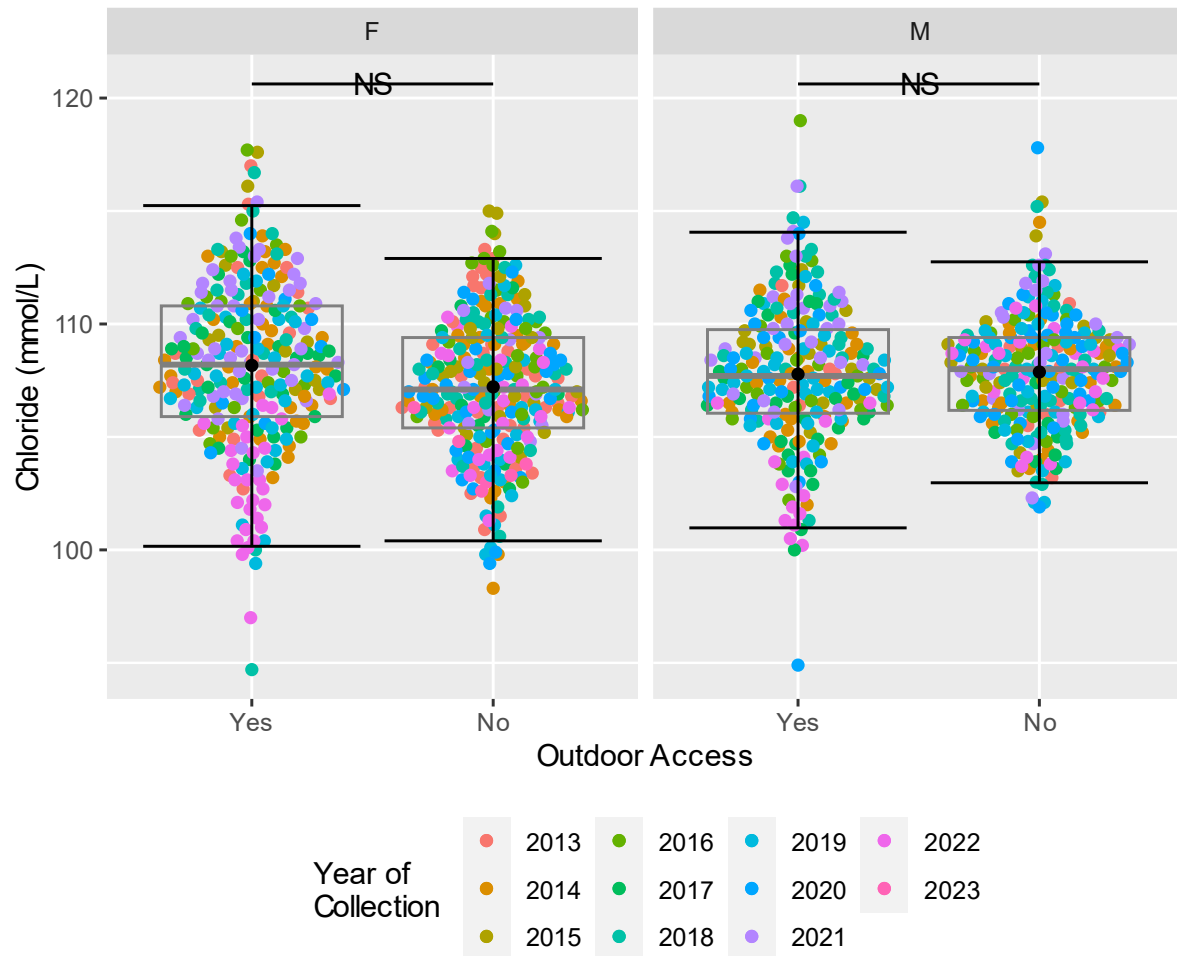 F
M
NS
NS
120
110
100
Chloride (mmol/L)
Yes
No
Yes
No
Outdoor Access
Year of
Collection
2013
2016
2019
2022
2014
2017
2020
2023
2015
2018
2021